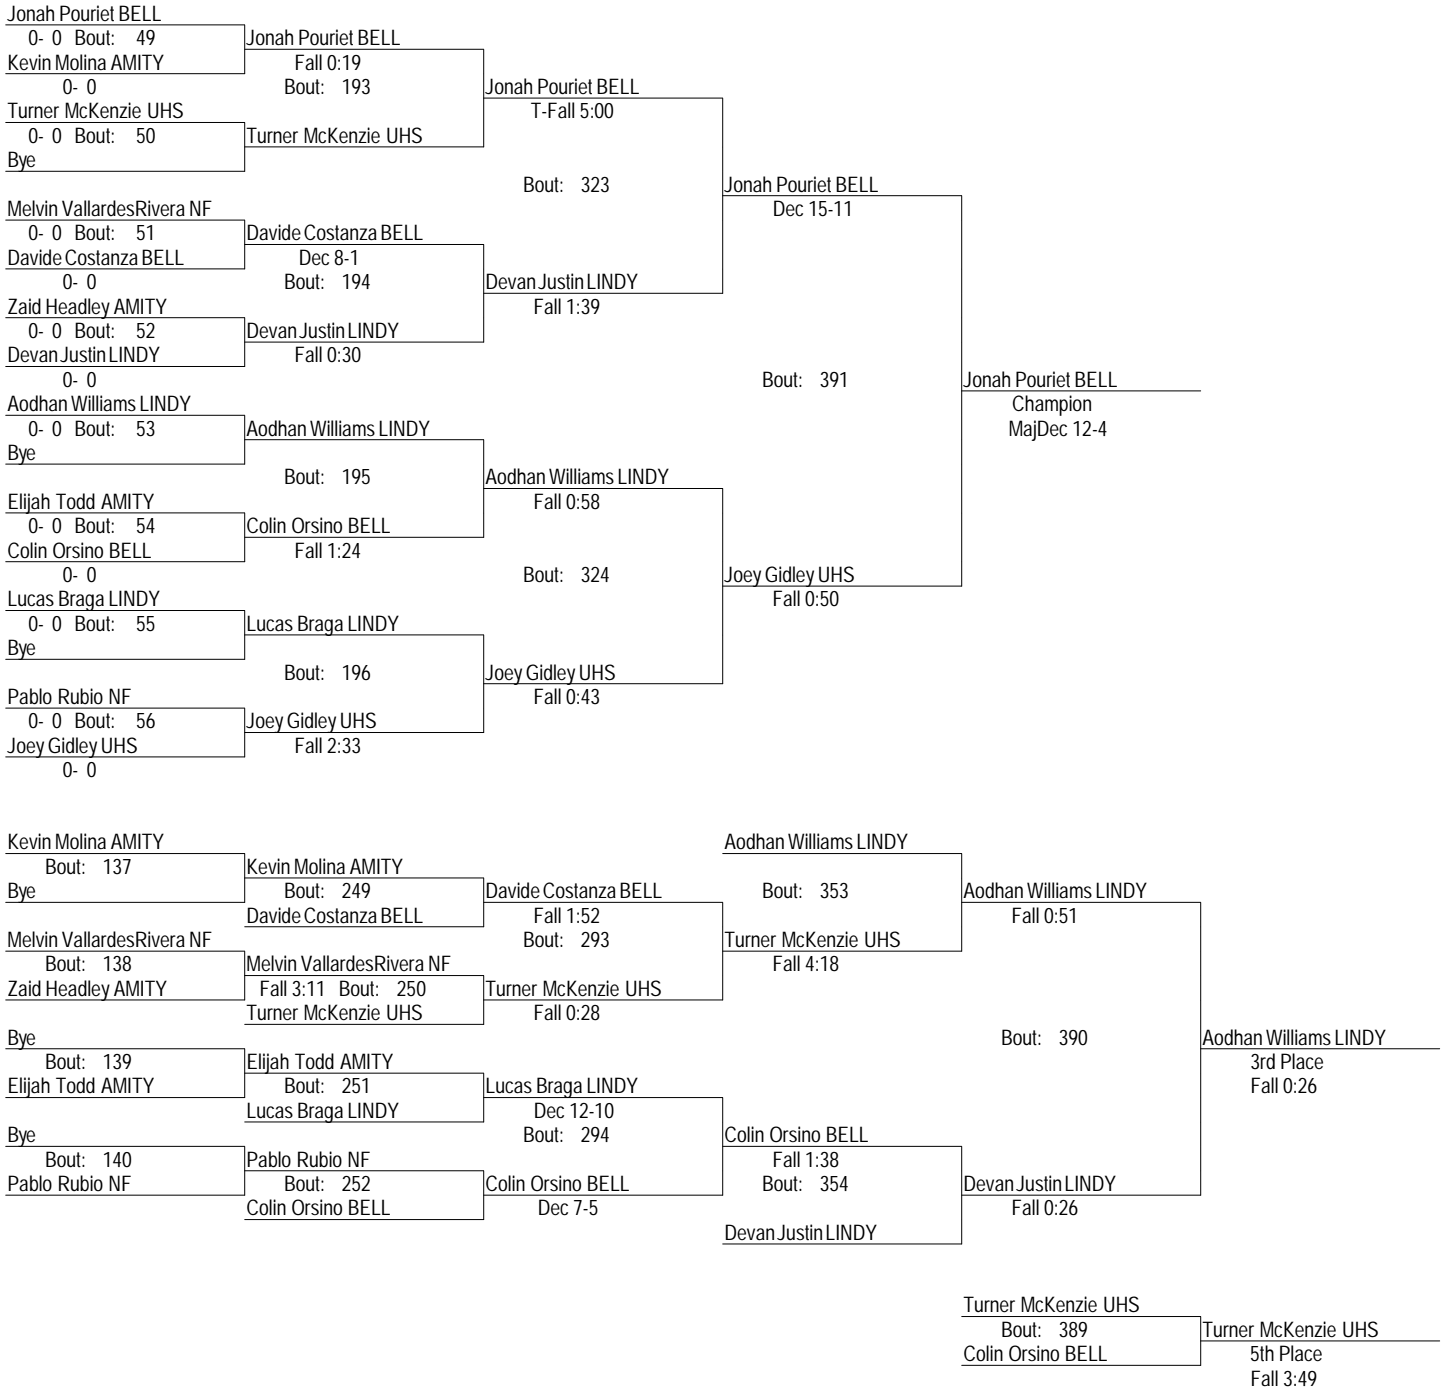 Jonah Pouriet BELL
0- 0 Bout: 49
Kevin Molina AMITY
0- 0
Turner McKenzie UHS
0- 0 Bout: 50
Bye
Melvin VallardesRivera NF
0- 0 Bout: 51
Davide Costanza BELL
0- 0
Zaid Headley AMITY
0- 0 Bout: 52
Devan Justin LINDY
0- 0
Aodhan Williams LINDY
0- 0 Bout: 53
Bye
Elijah Todd AMITY
0- 0 Bout: 54
Colin Orsino BELL
0- 0
Lucas Braga LINDY
0- 0 Bout: 55
Bye
Pablo Rubio NF
0- 0 Bout: 56
Joey Gidley UHS
0- 0
Jonah Pouriet BELL
Fall 0:19
Bout: 193
Turner McKenzie UHS
Davide Costanza BELL
Dec 8-1
Bout: 194
Devan Justin LINDY
Fall 0:30
Aodhan Williams LINDY
Bout: 195
Colin Orsino BELL
Fall 1:24
Lucas Braga LINDY
Bout: 196
Joey Gidley UHS
Fall 2:33
Jonah Pouriet BELL
T-Fall 5:00
Bout: 323
Devan Justin LINDY
Fall 1:39
Aodhan Williams LINDY
Fall 0:58
Bout: 324
Joey Gidley UHS
Fall 0:43
Jonah Pouriet BELL
Dec 15-11
Bout: 391
Joey Gidley UHS
Fall 0:50
Jonah Pouriet BELL
Champion
MajDec 12-4
Kevin Molina AMITY
Bout: 137
Bye
Melvin VallardesRivera NF
Bout: 138
Zaid Headley AMITY
Bye
Bout: 139
Elijah Todd AMITY
Bye
Bout: 140
Pablo Rubio NF
Kevin Molina AMITY
Bout: 249
Davide Costanza BELL
Melvin VallardesRivera NF
Fall 3:11 Bout: 250
Turner McKenzie UHS
Elijah Todd AMITY
Bout: 251
Lucas Braga LINDY
Pablo Rubio NF
Bout: 252
Colin Orsino BELL
Davide Costanza BELL
Fall 1:52
Bout: 293
Turner McKenzie UHS
Fall 0:28
Lucas Braga LINDY
Dec 12-10
Bout: 294
Colin Orsino BELL
Dec 7-5
Aodhan Williams LINDY
Bout: 353
Turner McKenzie UHS
Fall 4:18
Colin Orsino BELL
Fall 1:38
Bout: 354
Devan Justin LINDY
Aodhan Williams LINDY
Fall 0:51
Bout: 390
Devan Justin LINDY
Fall 0:26
Aodhan Williams LINDY
3rd Place
Fall 0:26
Turner McKenzie UHS
Bout: 389
Colin Orsino BELL
Turner McKenzie UHS
5th Place
Fall 3:49